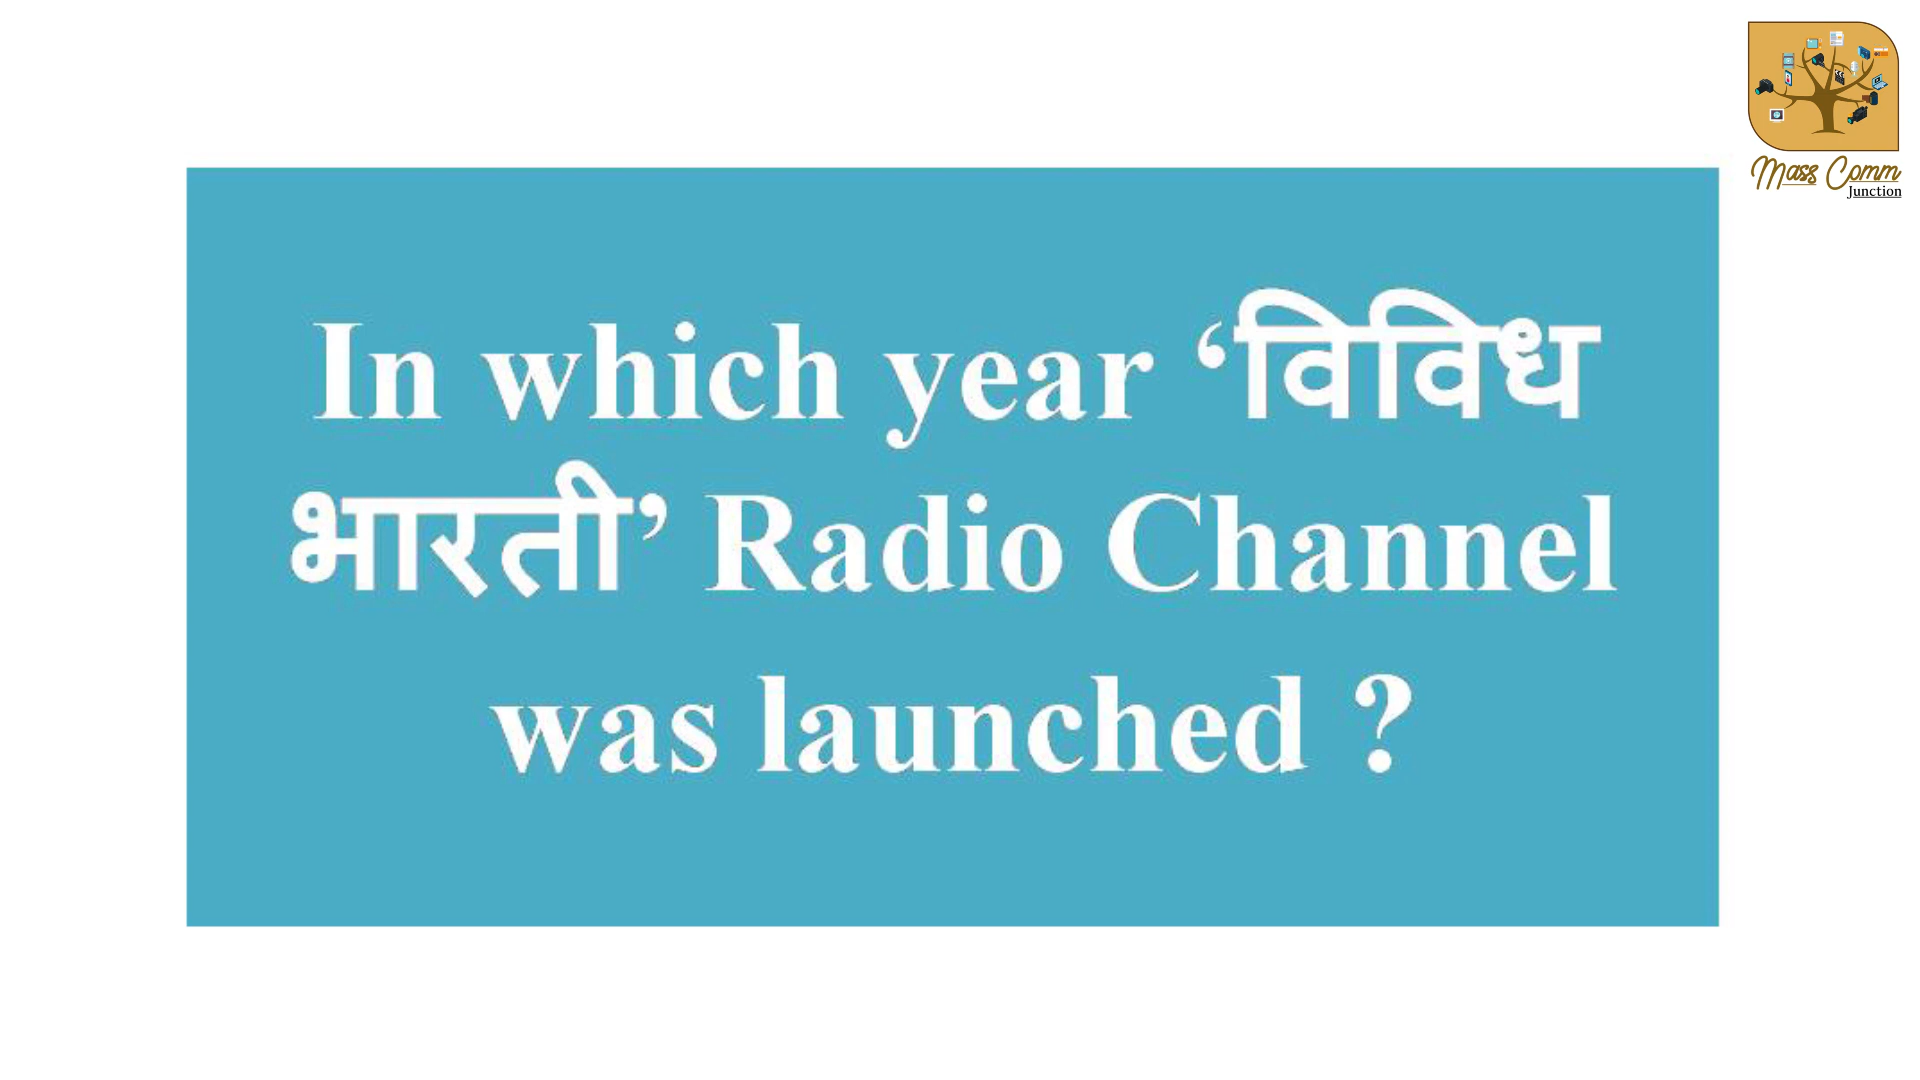 In which year ‘विविध
भारती’ Radio Channel
was launched ?
Mass Comm
Junction